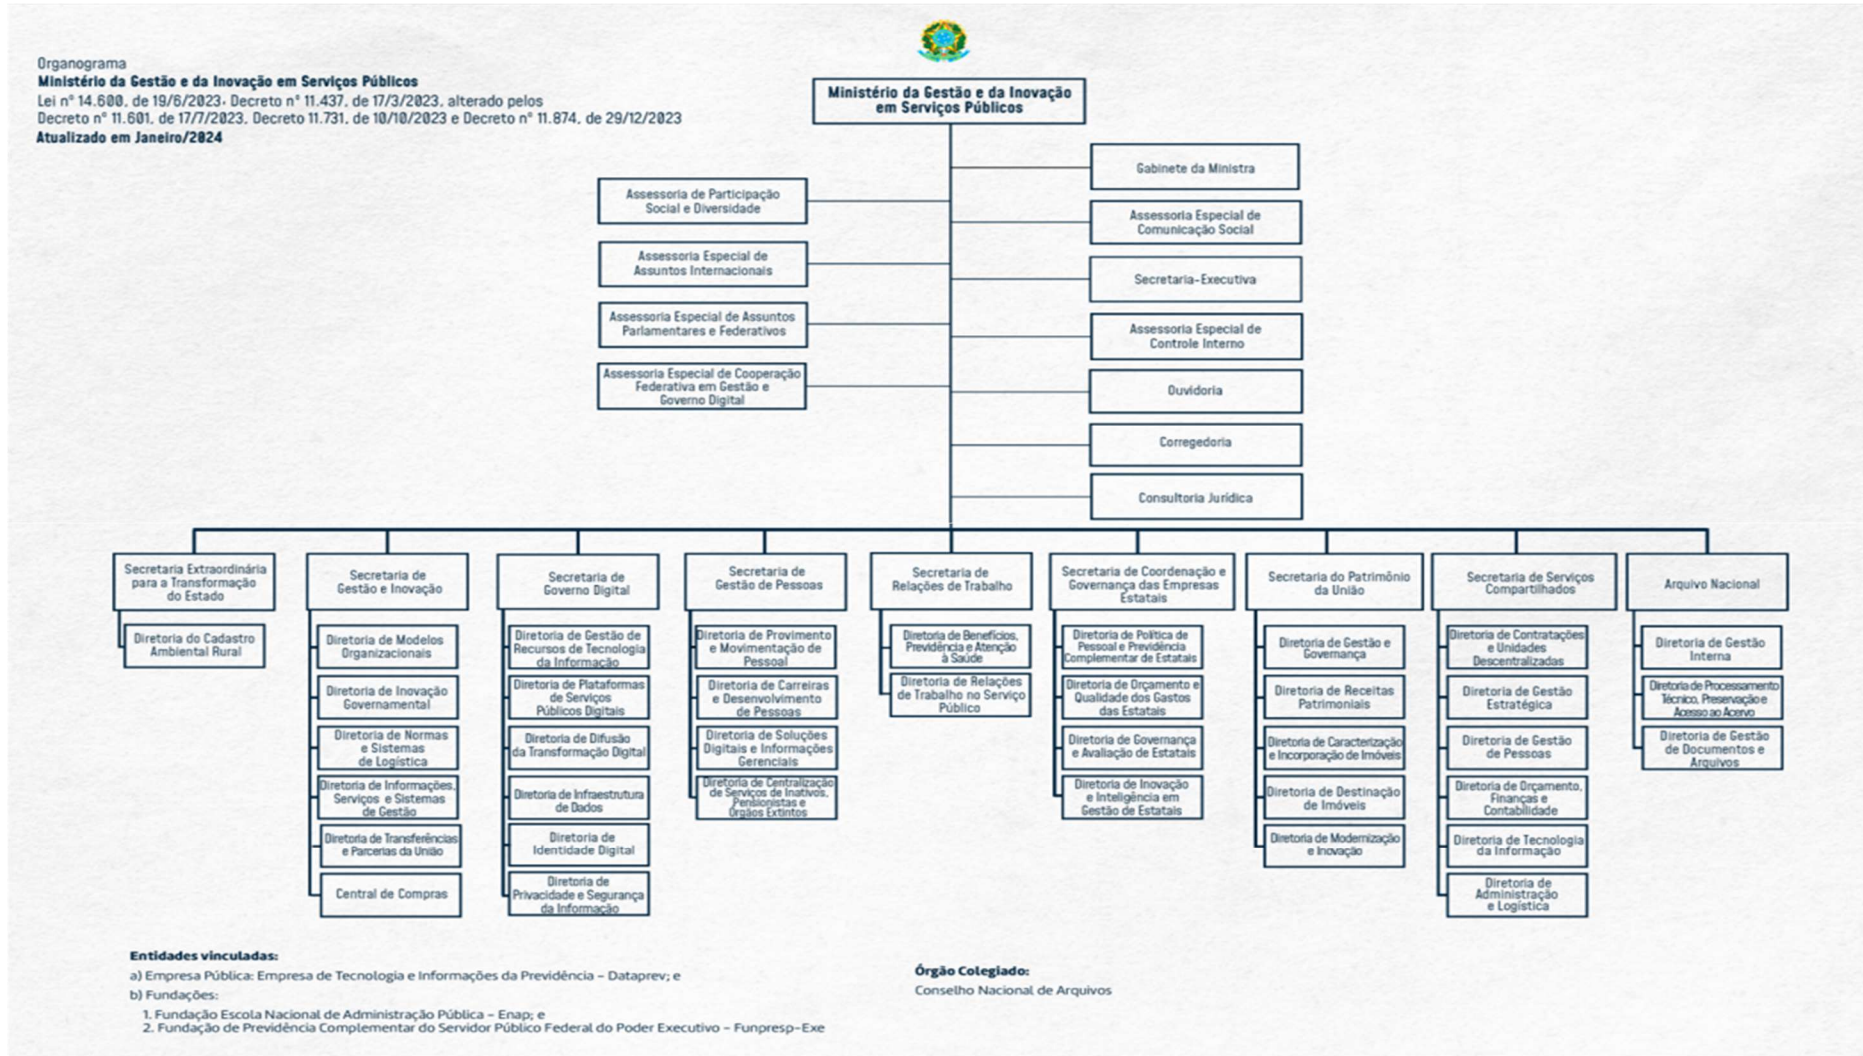 Organograma
Ministério da Gestão e da Inovação em Serviços Públicos
Lei nº 14.600, de 19/6/2023. Decreto nº 11.437, de 17/3/2023, alterado pelos
Decreto nº 11.601, de 17/7/2023, Decreto 11.731, de 10/10/2023 e Decreto nº 11.874, de 29/12/2023
Atualizado em Janeiro/2024
Ministério da Gestão e da Inovação
em Serviços Públicos
Assessoria de Participação
Social e Diversidade
Assessoria Especial de
Assuntos Internacionais
Assessoria Especial de Assuntos
Parlamentares e Federativos
Assessoria Especial de Cooperação
Federativa em Gestão e
Governo Digital
Gabinete da Ministra
Assessoria Especial de
Comunicação Social
Secretaria-Executiva
Assessoria Especial de
Controle Interno
Ouvidoria
Corregedoria
Consultoria Jurídica
Secretaria Extraordinária
para a Transformação
do Estado
Diretoria do Cadastro
Ambiental Rural
Secretaria de
Gestão e Inovação
Diretoria de Modelos
Organizacionais
Diretoria de Inovação
Governamental
Diretoria de Normas
e Sistemas
de Logística
Diretoria de Informações,
Serviços e Sistemas
de Gestão
Diretoria de Transferências
e Parcerias da União
Central de Compras
Secretaria de
Governo Digital
Diretoria de Gestão de
Recursos de Tecnologia
da Informação
Diretoria de Plataformas
de Serviços
Públicos Digitais
Diretoria de Difusão
da Transformação Digital
Diretoria de Infraestrutura
de Dados
Diretoria de
Identidade Digital
Diretoria de
Privacidade e Segurança
da Informação
Secretaria de
Gestão de Pessoas
Diretoria de Provimento
e Movimentação de
Pessoal
Diretoria de Carreiras
e Desenvolvimento
de Pessoas
Diretoria de Soluções
Digitais e Informações
Gerenciais
Diretoria de Centralização
de Serviços de Inativos,
Pensionistas e
Órgãos Extintos
Secretaria de
Relações de Trabalho
Diretoria de Benefícios,
Previdência e Atenção
à Saúde
Diretoria de Relações
de Trabalho no Serviço
Público
Secretaria de Coordenação e
Governança das Empresas
Estatais
Diretoria de Política de
Pessoal e Previdência
Complementar de Estatais
Diretoria de Orçamento e
Qualidade dos Gastos
das Estatais
Diretoria de Governança
e Avaliação de Estatais
Diretoria de Inovação
e Inteligência em
Gestão de Estatais
Secretaria do Patrimônio
da União
Diretoria de Gestão e
Governança
Diretoria de Receitas
Patrimoniais
Diretoria de Caracterização
e Incorporação de Imóveis
Diretoria de Destinação
de Imóveis
Diretoria de Modernização
e Inovação
Secretaria de Serviços
Compartilhados
Diretoria de Contratações
e Unidades
Descentralizadas
Diretoria de Gestão
Estratégica
Diretoria de Gestão
de Pessoas
Diretoria de Orçamento,
Finanças e
Contabilidade
Diretoria de Tecnologia
da Informação
Diretoria de
Administração
e Logística
Arquivo Nacional
Diretoria de Gestão
Interna
Diretoria de Processamento
Técnico, Preservação e
Acesso ao Acervo
Diretoria de Gestão
de Documentos e
Arquivos
Entidades vinculadas:
a) Empresa Pública: Empresa de Tecnologia e Informações da Previdência – Dataprev; e
b) Fundações:
1. Fundação Escola Nacional de Administração Pública – Enap; e
2. Fundação de Previdência Complementar do Servidor Público Federal do Poder Executivo – Funpresp-Exe
Órgão Colegiado:
Conselho Nacional de Arquivos